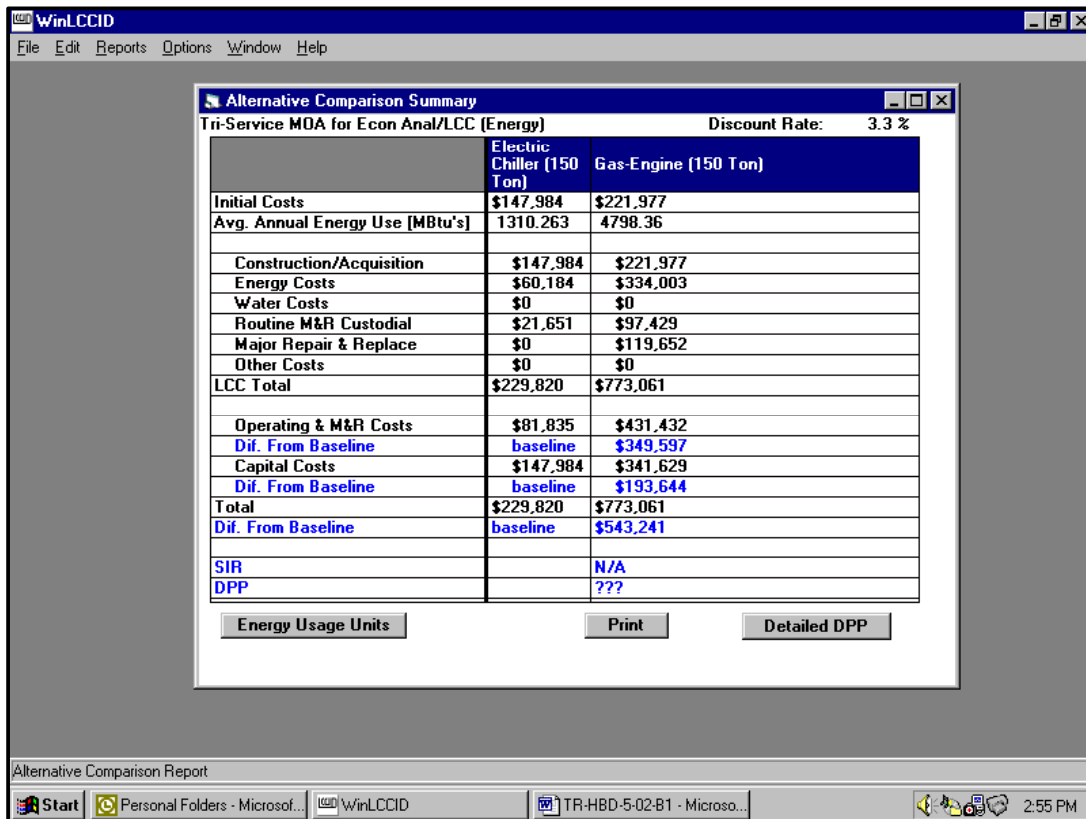 WinLCCID
File Edit Reports Options Window Help
Alternative Comparison Summary
Tri-Service MOA for Econ Anal/LCC (Energy) Discount Rate: 3.3 %
Electric
Chiller (150 Gas-Engine (150 Ton)
Ton)
Initial Costs $147,984 $221,977
Avg. Annual Energy Use [MBtu's] 1310.263 4798.36
Construction/Acquisition $147,984 $221,977
Energy Costs $60,184 $334,003
Water Costs $0 $0
Routine M&R Custodial $21,651 $97,429
Major Repair & Replace $0 $119,652
Other Costs $0 $0
LCC Total $229,820 $773,061
Operating & M&R Costs $81,835 $431,432
Dif. From Baseline baseline $349,597
Capital Costs $147,984 $341,629
Dif. From Baseline baseline $193,644
Total $229,820 $773,061
Dif. From Baseline baseline $543,241
SIR N/A
DPP ???
Energy Usage Units Print Detailed DPP
Alternative Comparison Report
Start Personal Folders - Microsof... WinLCCID TR-HBD-5-02-B1 - Microso... 2:55 PM